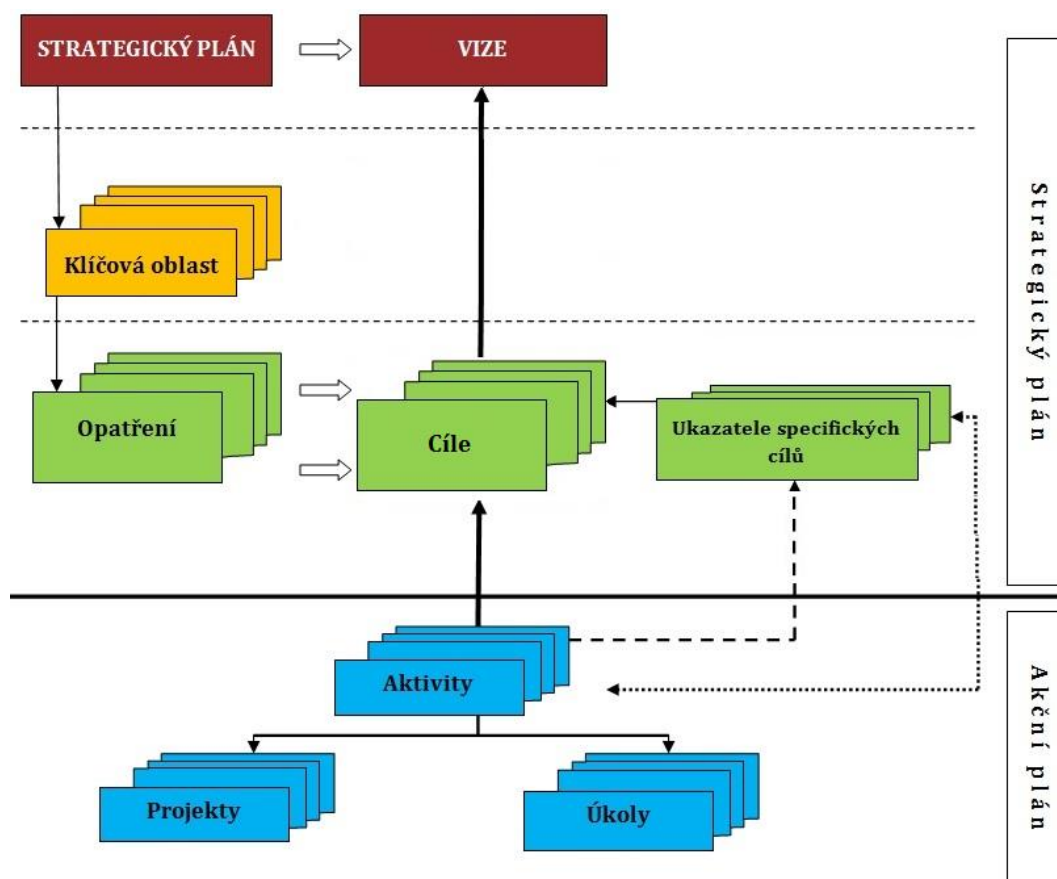 STRATEGICKÝ PLÁN
VIZE
Klíčová oblast
Opatření
Cíle
Ukazatele specifických
cílů
Strategický plán
Aktivity
Projekty
Úkoly
Akční plán